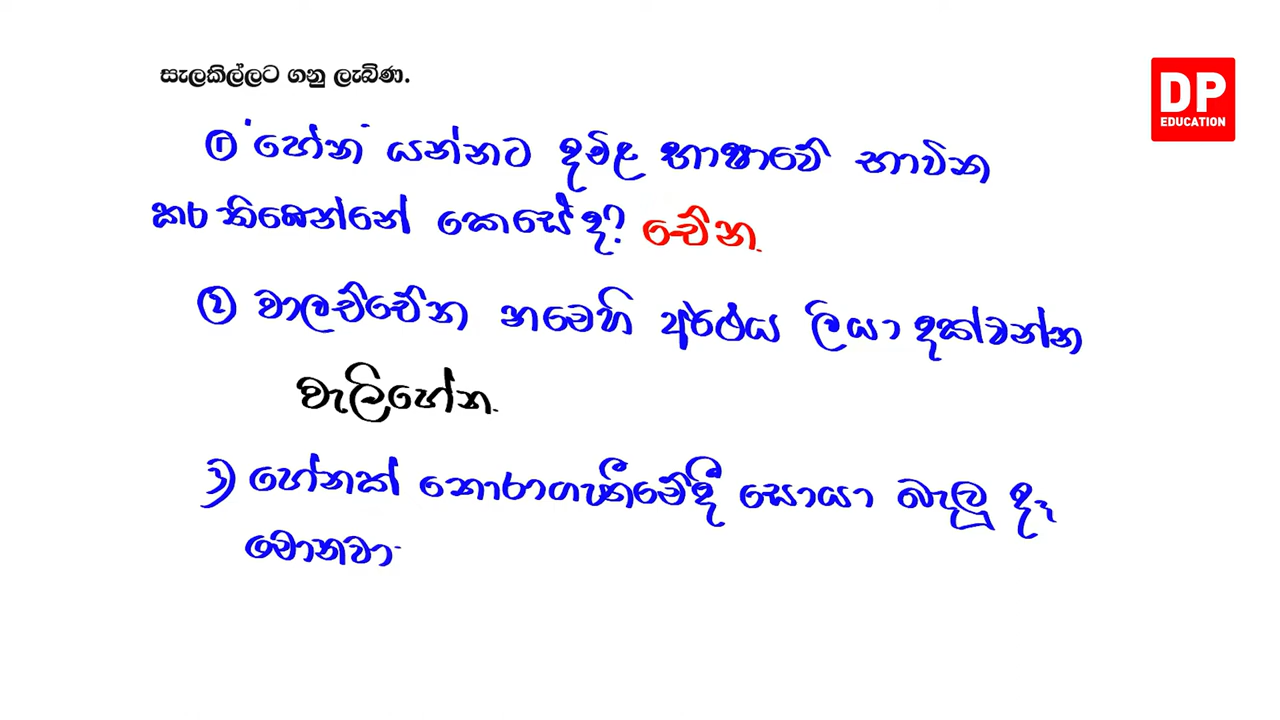 සැලකිල්ලට ගනු ලැබිණ.
DP
EDUCATION
① 'හේන' යන්නට දමිළ භාෂාවේ භාවිත
කර තිබෙන්නේ කෙසේ ද? චේන.
② වාලච්චේන නමෙහි අර්ථය ලියා දක්වන්න
වැලිහේන.
3) හේනක් තොරාගැනීමේදී සොයා බැලූ දෑ
මොනවා